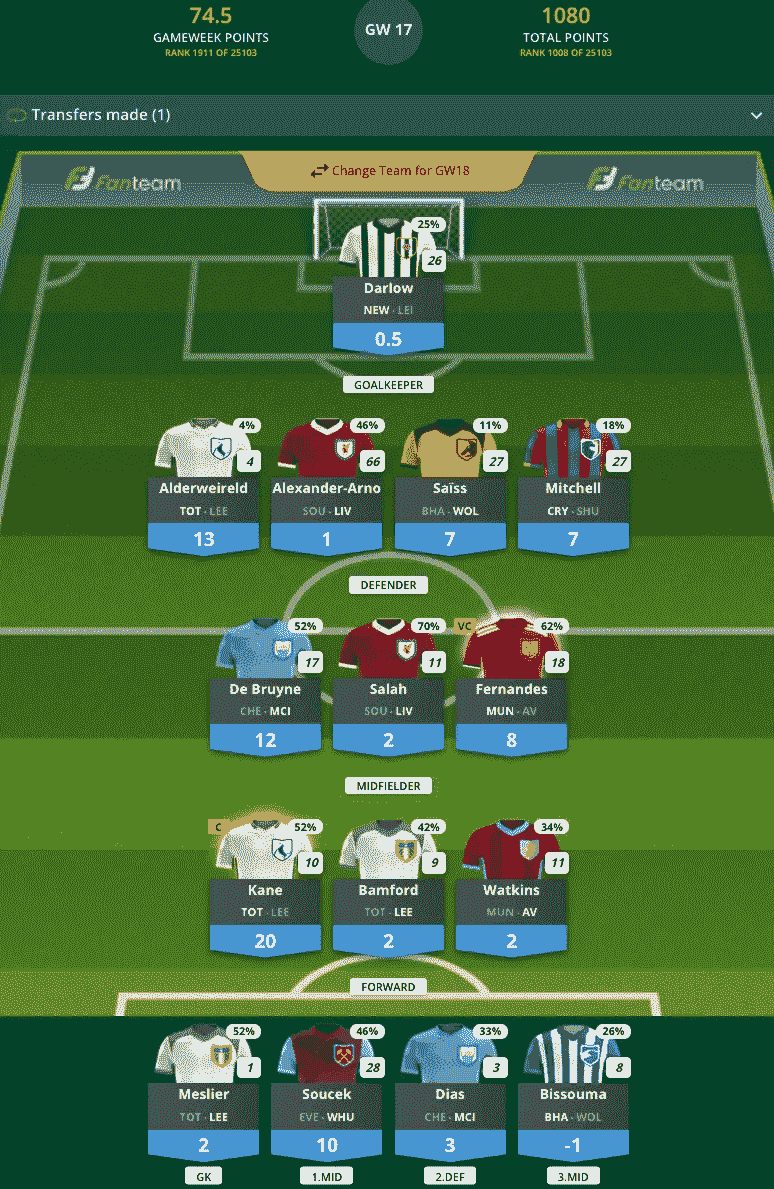 74.5
GAMEWEEK POINTS
RANK 1911 OF 25103
GW 17
1080
TOTAL POINTS
RANK 1008 OF 25103
Transfers made (1)
Fanteam
Change Team for GW18
Fanteam
25%
26
Darlow
NEW - LEI
0.5
GOALKEEPER
4%
4
Alderweireld
TOT - LEE
13
46%
66
Alexander-Arno
SOU - LIV
1
11%
27
Saïss
BHA - WOL
7
18%
27
Mitchell
CRY - SHU
7
DEFENDER
52%
17
De Bruyne
CHE - MCI
12
70%
11
Salah
SOU - LIV
2
VC
62%
18
Fernandes
MUN - AV
8
MIDFIELDER
C
52%
10
Kane
TOT - LEE
20
42%
9
Bamford
TOT - LEE
2
34%
11
Watkins
MUN - AV
2
FORWARD
52%
1
Meslier
TOT - LEE
2
GK
46%
28
Soucek
EVE - WHU
10
1.MID
33%
3
Dias
CHE - MCI
3
2.DEF
26%
8
Bissouma
BHA - WOL
-1
3.MID